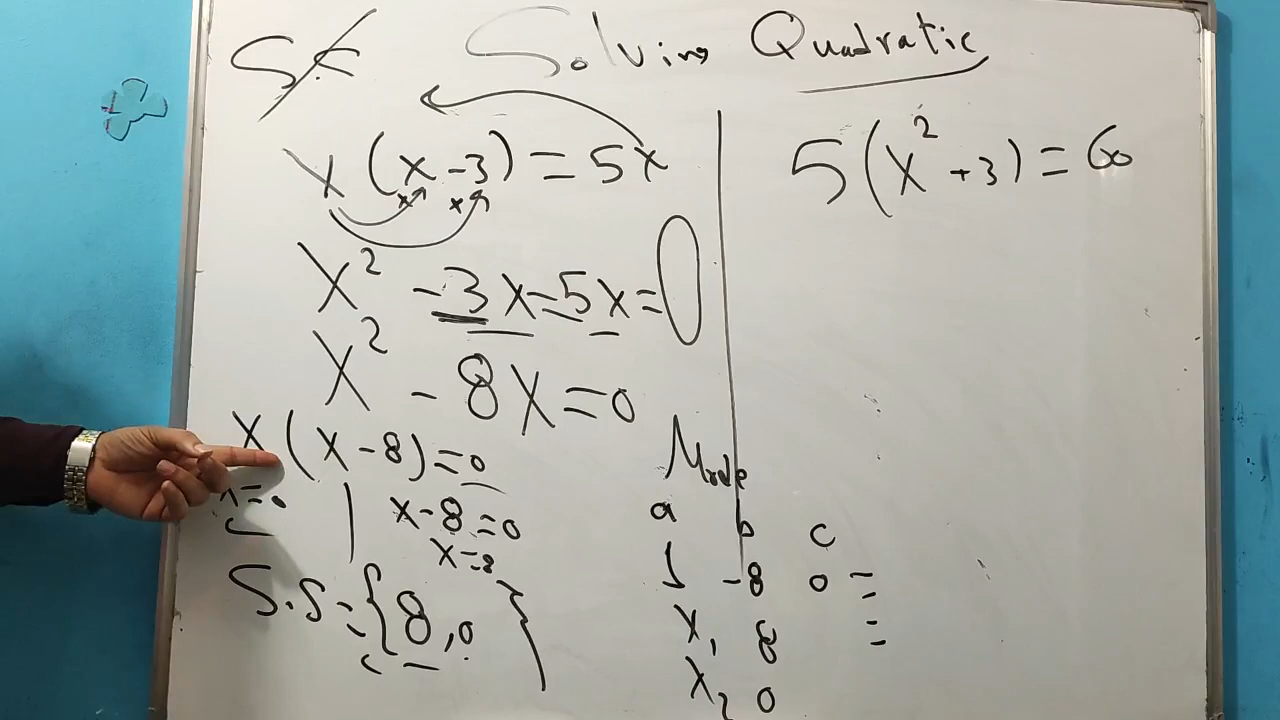 S.S Solving Quadratic
x (x - 3) = 5x
x x
x² - 3x - 5x = 0
x² - 8x = 0
x (x - 8) = 0
x = 0 | x - 8 = 0
x = 8
S.S = { 8, 0 }
5(x² + 3) = 60
Mode
a b c
1 -8 0 =
x₁ 8 =
x₂ 0